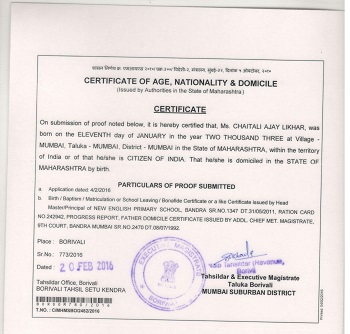 CERTIFICATE OF AGE, NATIONALITY & DOMICILE
(Issued by Authorities in the State of Maharashtra)
CERTIFICATE
On submission of proof noted below, it is hereby certified that, Ms. CHAITALI AJAY LIKHAR, was
born on the ELEVENTH day of JANUARY in the year TWO THOUSAND THREE at Village -
MUMBAI, Taluka - MUMBAI, District - MUMBAI in the State of MAHARASHTRA, within the territory
of India or of that he/she is CITIZEN OF INDIA. That he/she is domiciled in the STATE OF
MAHARASHTRA by birth.
PARTICULARS OF PROOF SUBMITTED
a Application dated 4/2/2016
b Birth / Baptism / Matriculation or School Leaving / Bonafide Certificate or a like Certificate issued by Head
Master/Principal of NEW ENGLISH PRIMARY SCHOOL, BANDRA SR.NO.1347 DT.31/05/2011, RATION CARD
NO.242942, PROGRESS REPORT, FATHER DOMICILE CERTIFICATE ISSUED BY ADDL. CHIEF MET. MAGISTRATE,
9TH COURT, BANDRA MUMBAI SR.NO.2470 DT.08/07/1992.
Place : BORIVALI
Sr No: 773/2016
Dated : 20 FEB 2016
Tahsildar Office, Borivali
BORIVALI TAHSIL SETU KENDRA
Tahsildar & Executive Magistrate
Taluka Borivali
MUMBAI SUBURBAN DISTRICT